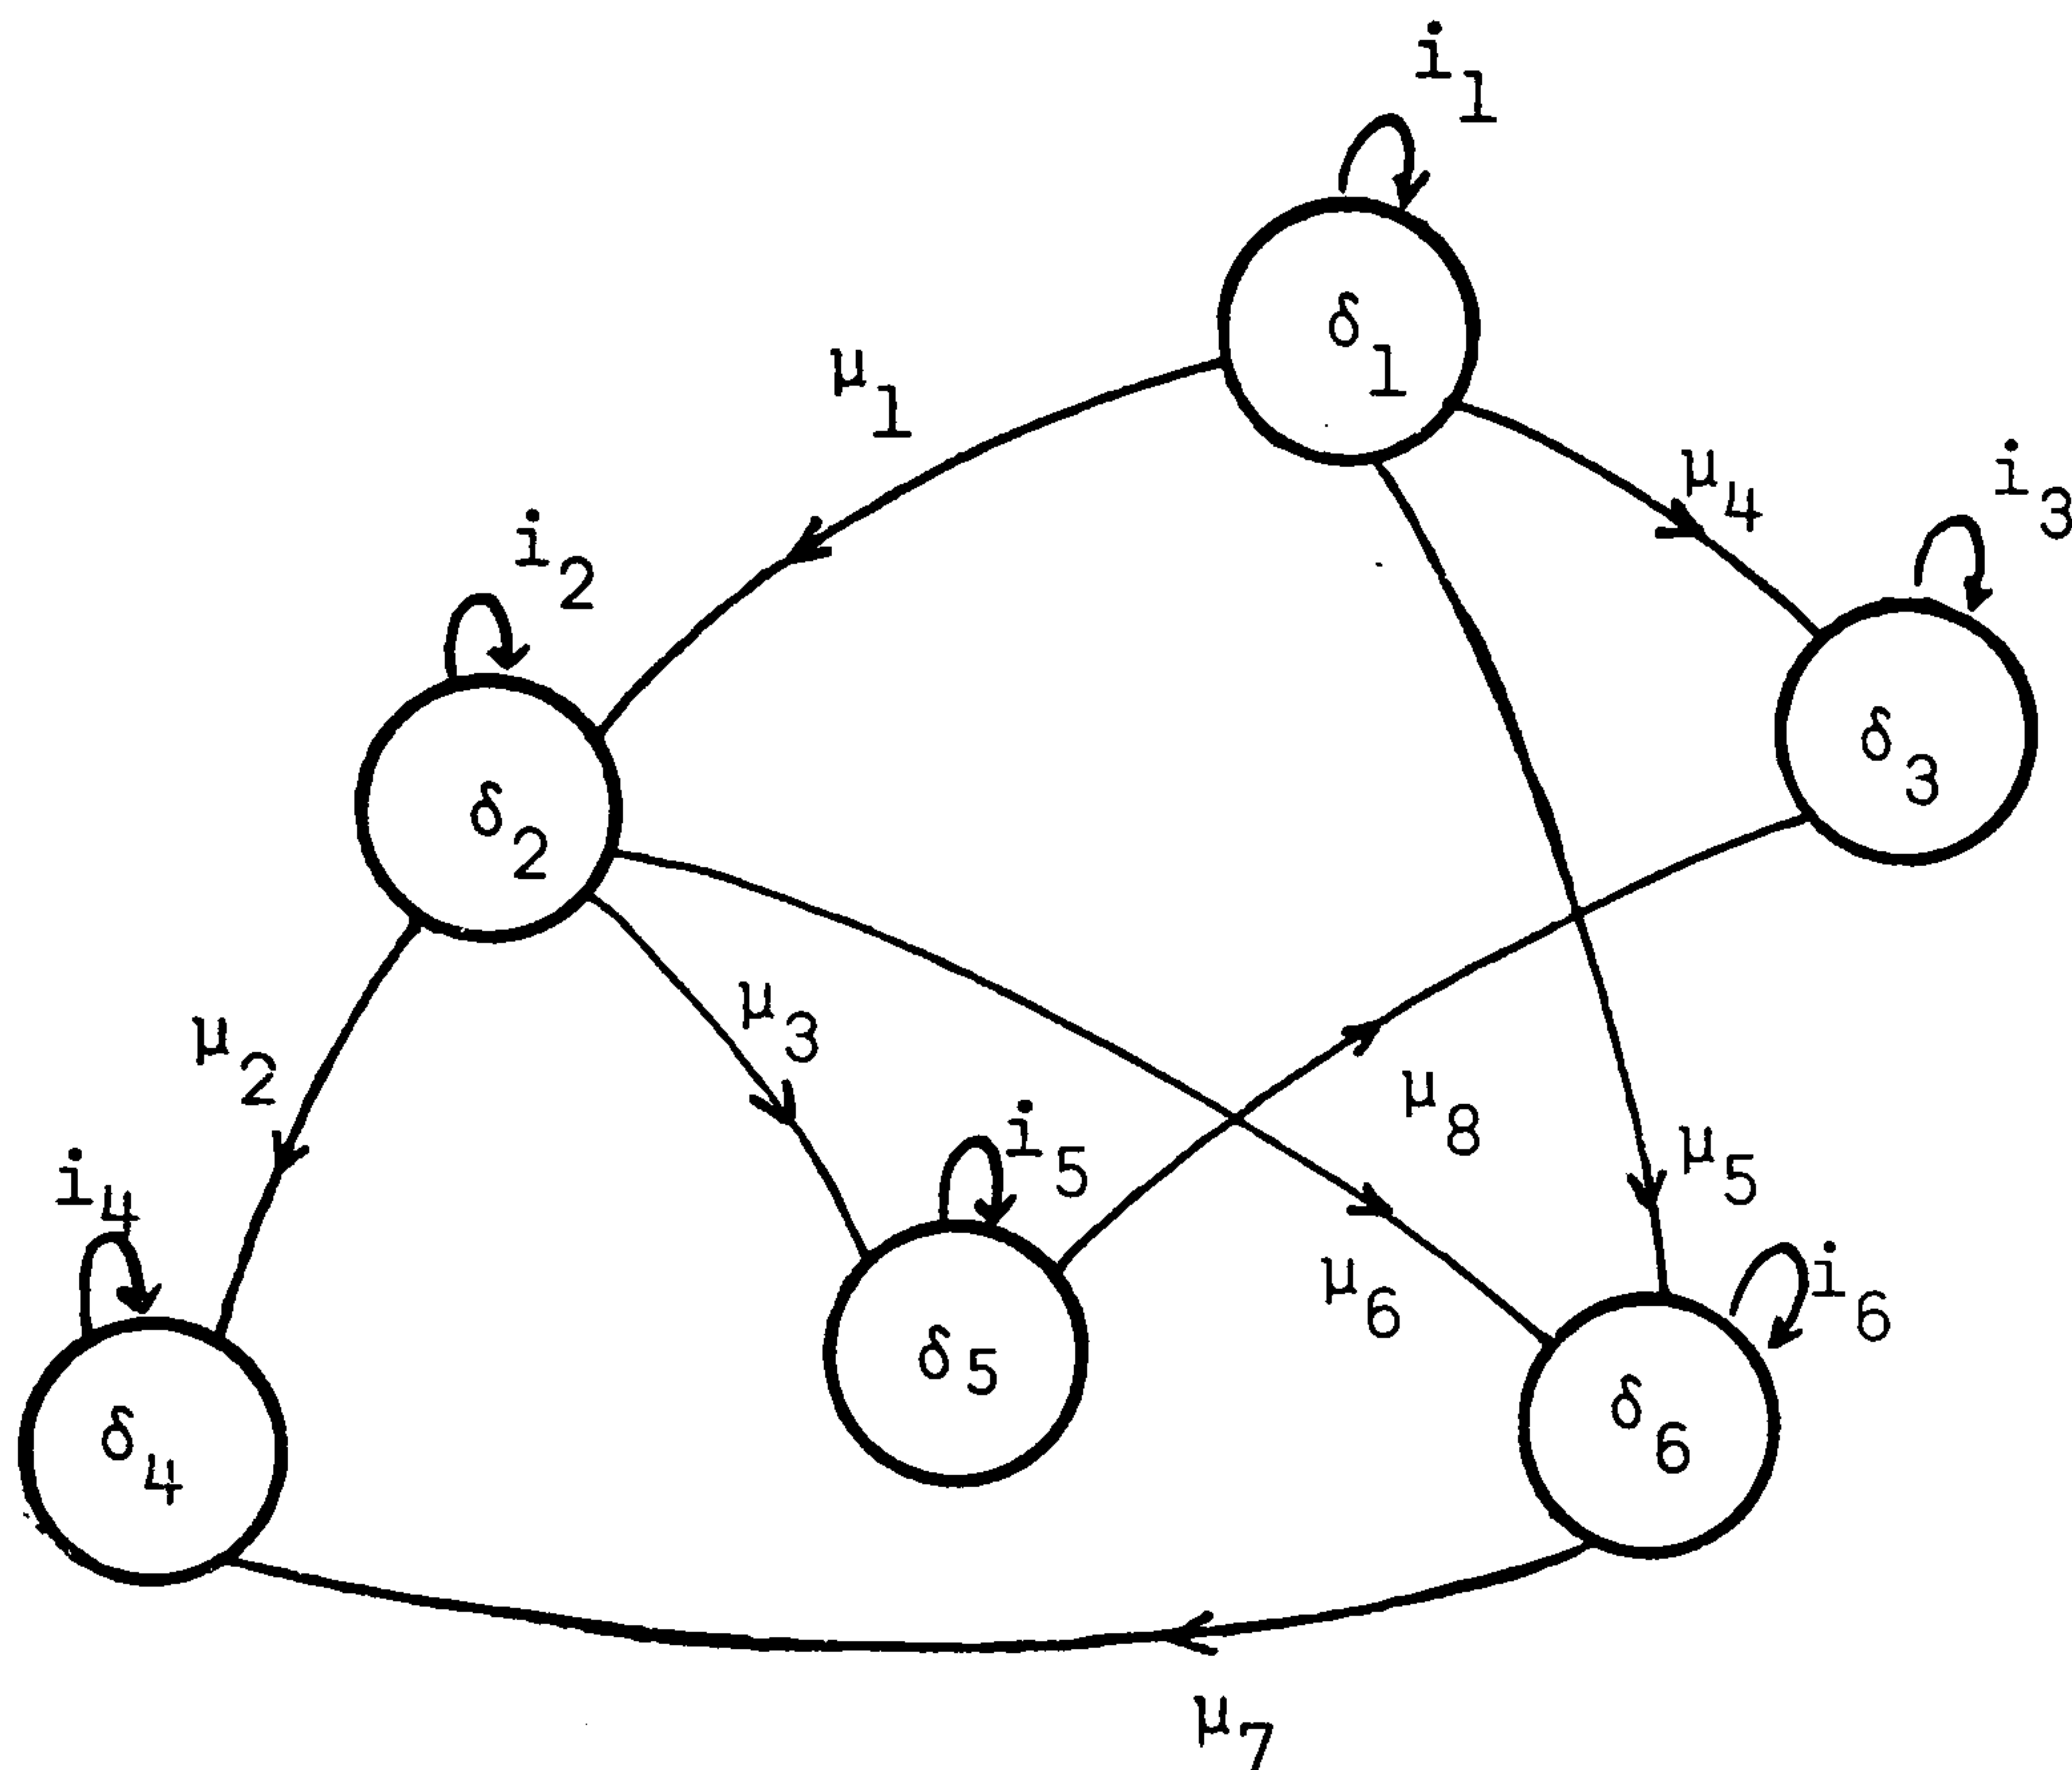 i₁
δ₁
μ₁
μ₄
i₃
i₂
δ₃
δ₂
μ₃
μ₂
μ₈
i₅
μ₅
i₄
μ₆
i₆
δ₅
δ₆
δ₄
μ₇